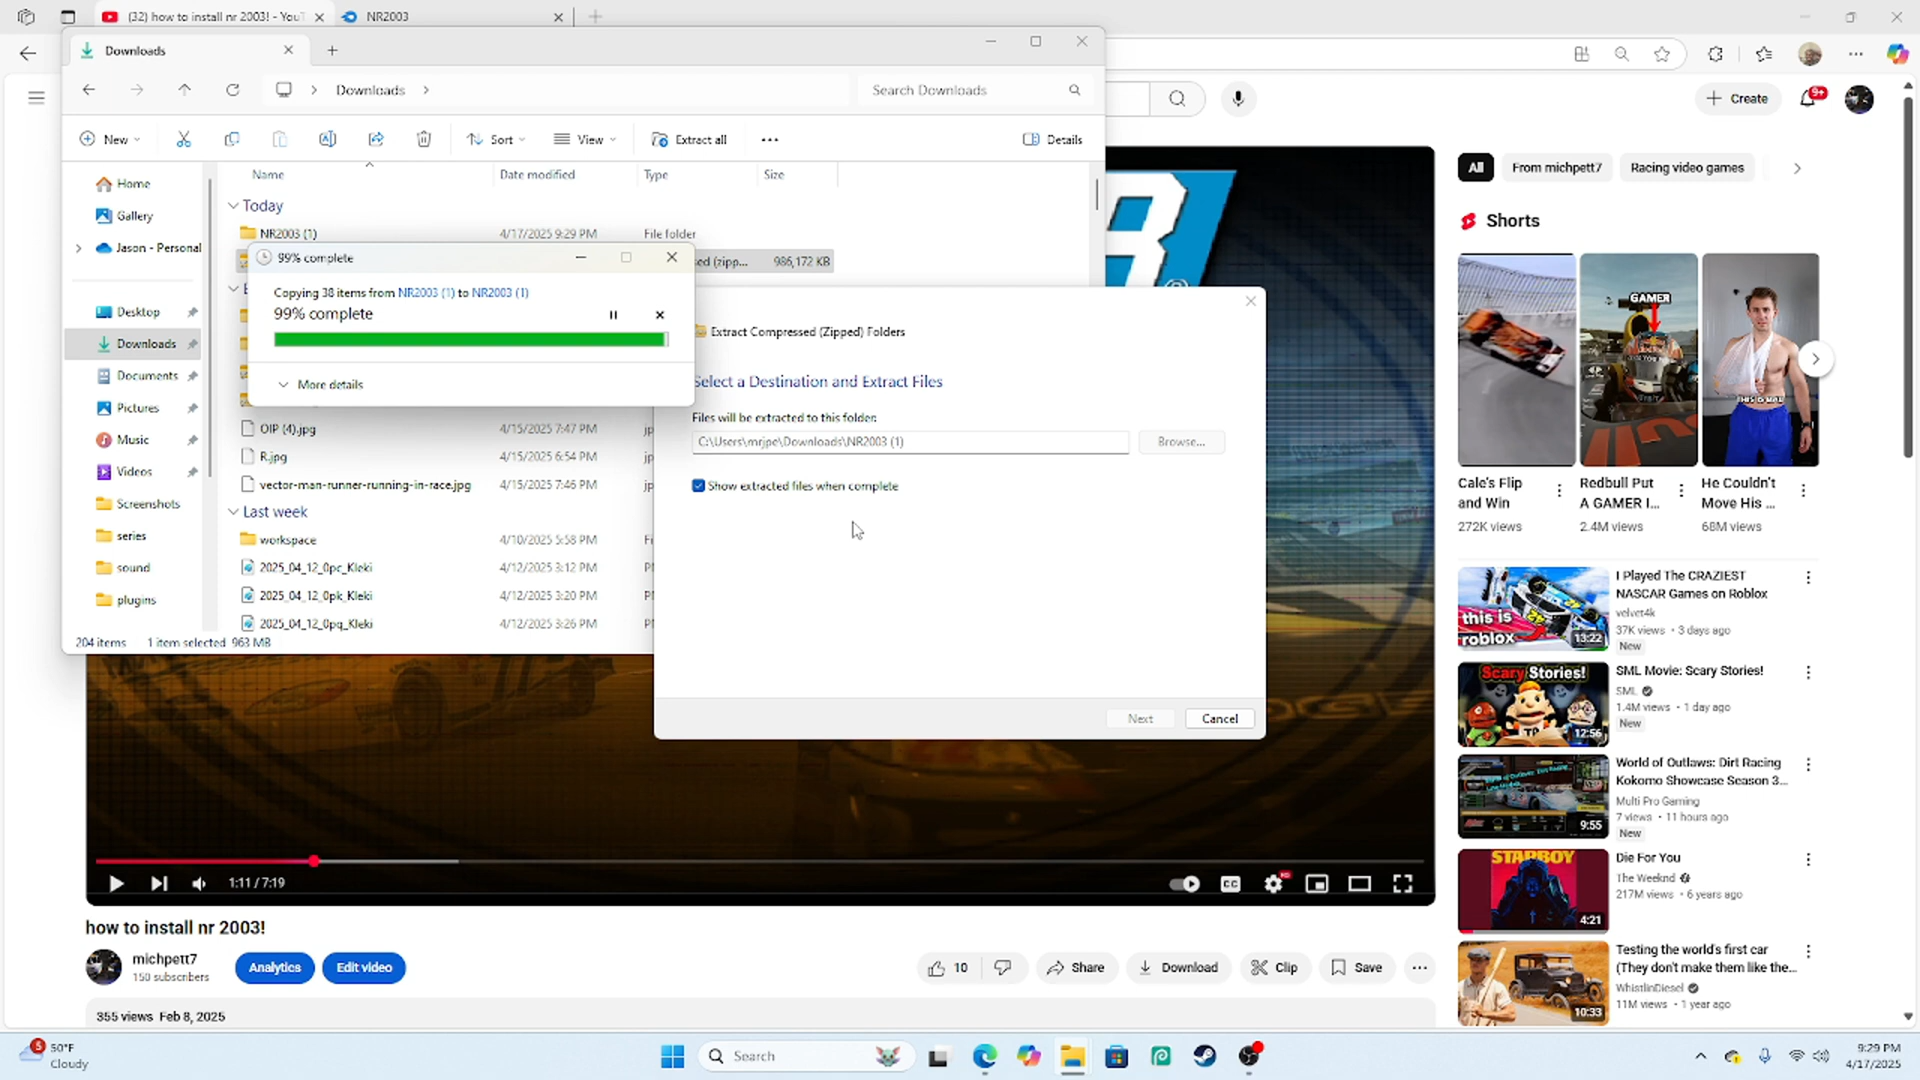 (32) how to install nr 2003! - YouT
NR2003
Downloads
Downloads
Search Downloads
New
Sort
View
Extract all
Details
Name
Date modified
Type
Size
Home
Gallery
Jason - Personal
Desktop
Downloads
Documents
Pictures
Music
Videos
Screenshots
series
sound
plugins
Today
NR2003 (1)
4/17/2025 9:29 PM
File folder
ed (zipp...
986,172 KB
99% complete
Copying 38 items from NR2003 (1) to NR2003 (1)
99% complete
More details
OIP (4).jpg
4/15/2025 7:47 PM
R.jpg
4/15/2025 6:54 PM
vector-man-runner-running-in-race.jpg
4/15/2025 7:46 PM
Last week
workspace
4/10/2025 5:58 PM
2025_04_12_0pc_Kleki
4/12/2025 3:12 PM
2025_04_12_0pk_Kleki
4/12/2025 3:20 PM
2025_04_12_0pq_Kleki
4/12/2025 3:26 PM
204 items
1 item selected 963 MB
Extract Compressed (Zipped) Folders
Select a Destination and Extract Files
Files will be extracted to this folder:
C:\Users\mrjpe\Downloads\NR2003 (1)
Browse...
Show extracted files when complete
Next
Cancel
1:11 / 7:19
CC
HD
how to install nr 2003!
michpett7
150 subscribers
Analytics
Edit video
10
Share
Download
Clip
Save
355 views Feb 8, 2025
Create
9+
All
From michpett7
Racing video games
Shorts
GAMER
THIS IS MAD
Cale's Flip
and Win
272K views
Redbull Put
A GAMER I...
2.4M views
He Couldn't
Move His ...
68M views
this is
roblox
13:22
I Played The CRAZIEST
NASCAR Games on Roblox
velvet4k
37K views • 3 days ago
New
Scary Stories!
12:56
SML Movie: Scary Stories!
SML
1.4M views • 1 day ago
New
9:55
World of Outlaws: Dirt Racing
Kokomo Showcase Season 3...
Multi Pro Gaming
7 views • 11 hours ago
New
STARBOY
4:21
Die For You
The Weeknd
217M views • 6 years ago
10:33
Testing the world's first car
(They don't make them like the...
WhistlinDiesel
11M views • 1 year ago
5
50°F
Cloudy
Search
9:29 PM
4/17/2025